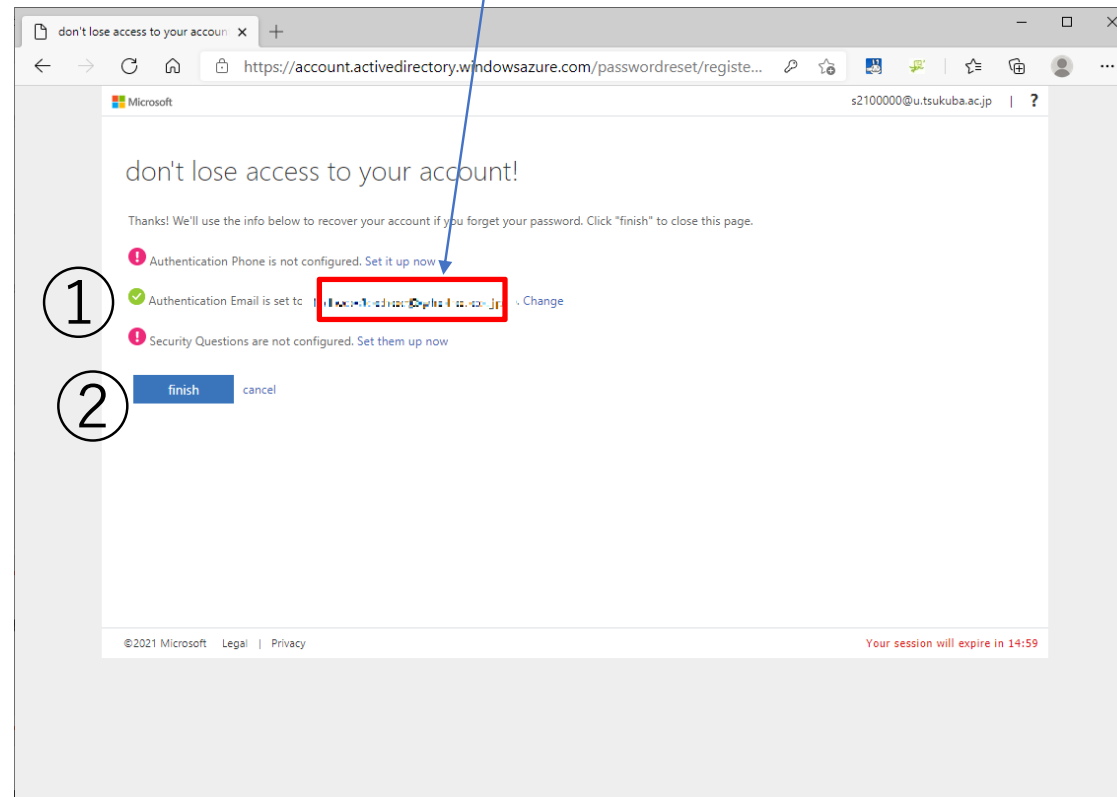 don't lose access to your accoun
https://account.activedirectory.windowsazure.com/passwordreset/registe...
Microsoft
s2100000@u.tsukuba.ac.jp | ?
don't lose access to your account!
Thanks! We'll use the info below to recover your account if you forget your password. Click "finish" to close this page.
Authentication Phone is not configured. Set it up now
① Authentication Email is set to . Change
Security Questions are not configured. Set them up now
② finish cancel
©2021 Microsoft Legal | Privacy
Your session will expire in 14:59